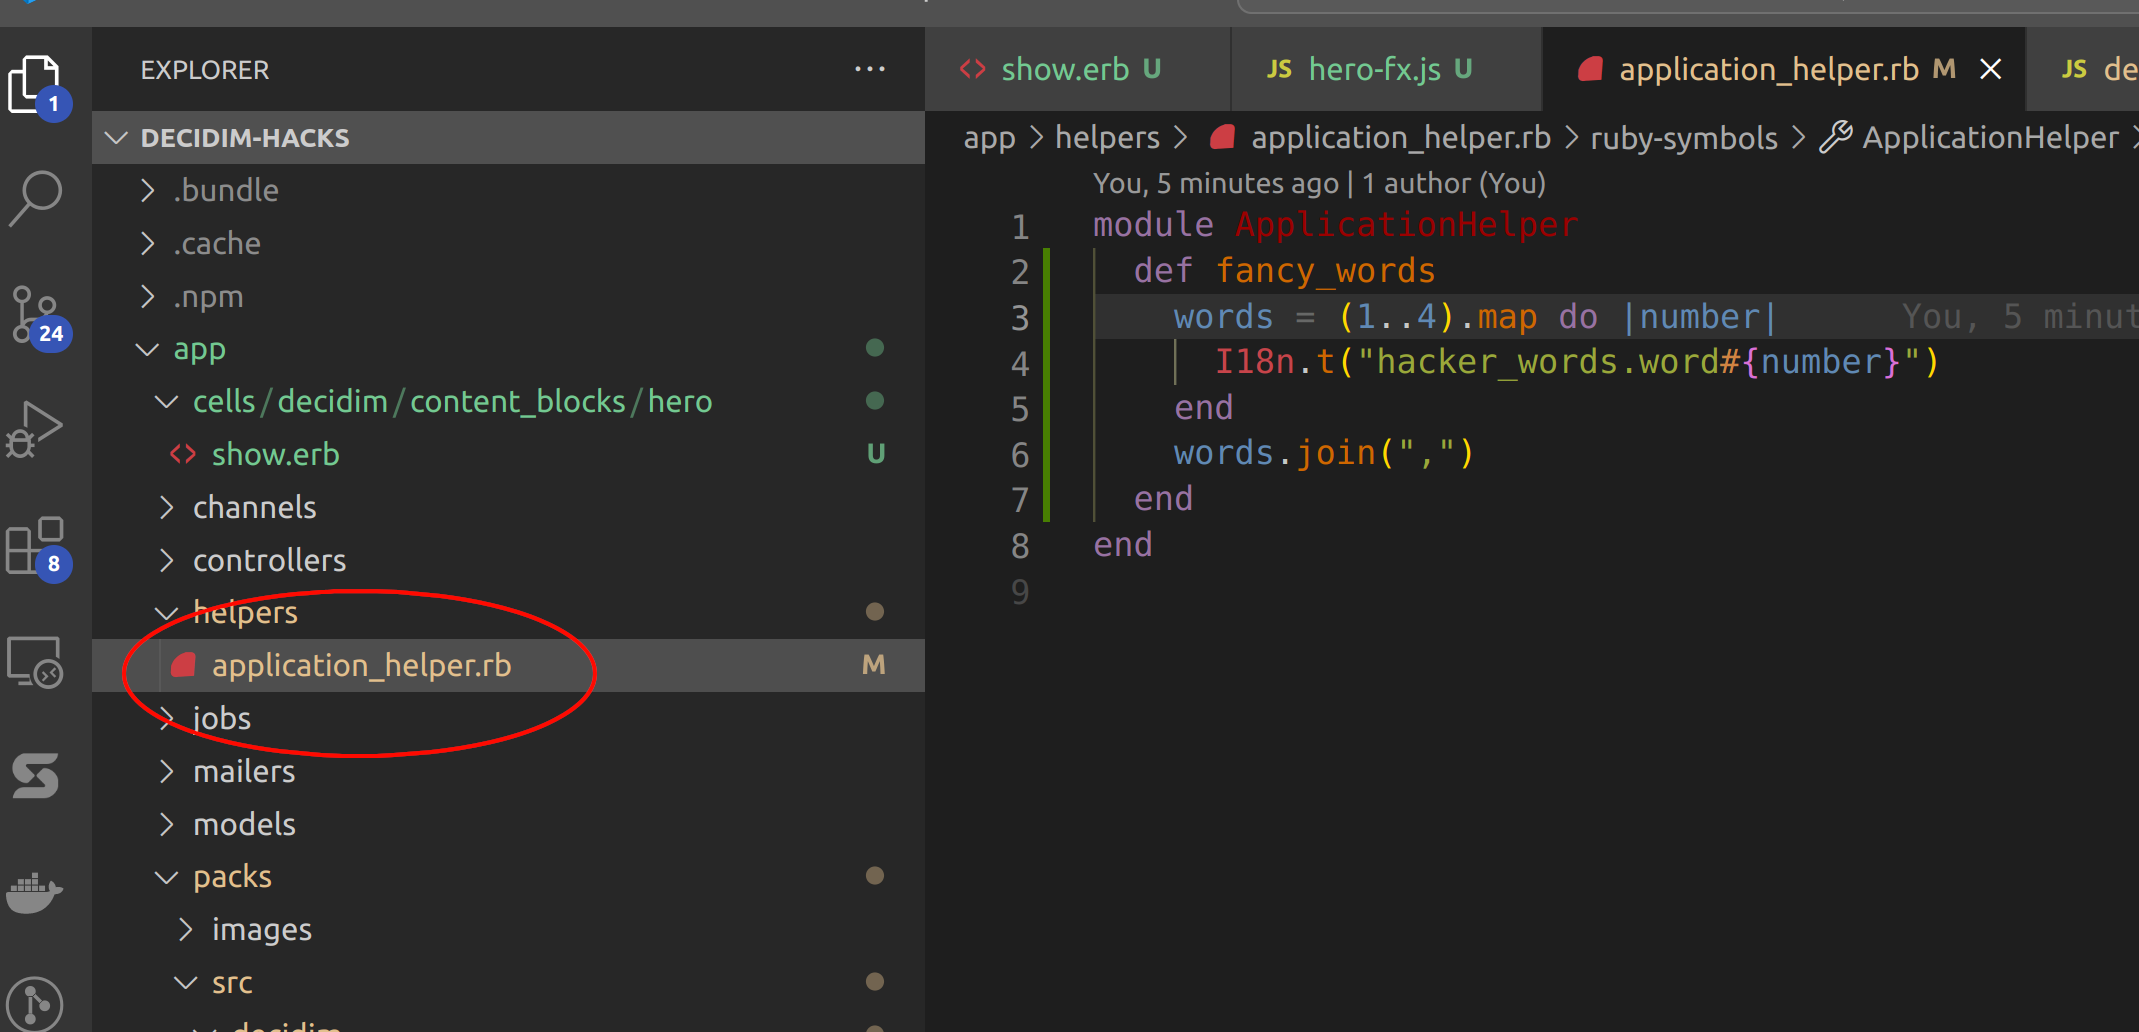 EXPLORER
···
DECIDIM-HACKS
.bundle
.cache
.npm
app
cells/decidim/content_blocks/hero
show.erb U
channels
controllers
helpers
application_helper.rb M
jobs
mailers
models
packs
images
src
decidim
1
24
8
show.erb U
JS hero-fx.js U
application_helper.rb M
JS de
app > helpers > application_helper.rb > ruby-symbols > ApplicationHelper
You, 5 minutes ago | 1 author (You)
1 module ApplicationHelper
2 def fancy_words
3 words = (1..4).map do |number| You, 5 minut
4 I18n.t("hacker_words.word#{number}")
5 end
6 words.join(",")
7 end
8 end
9